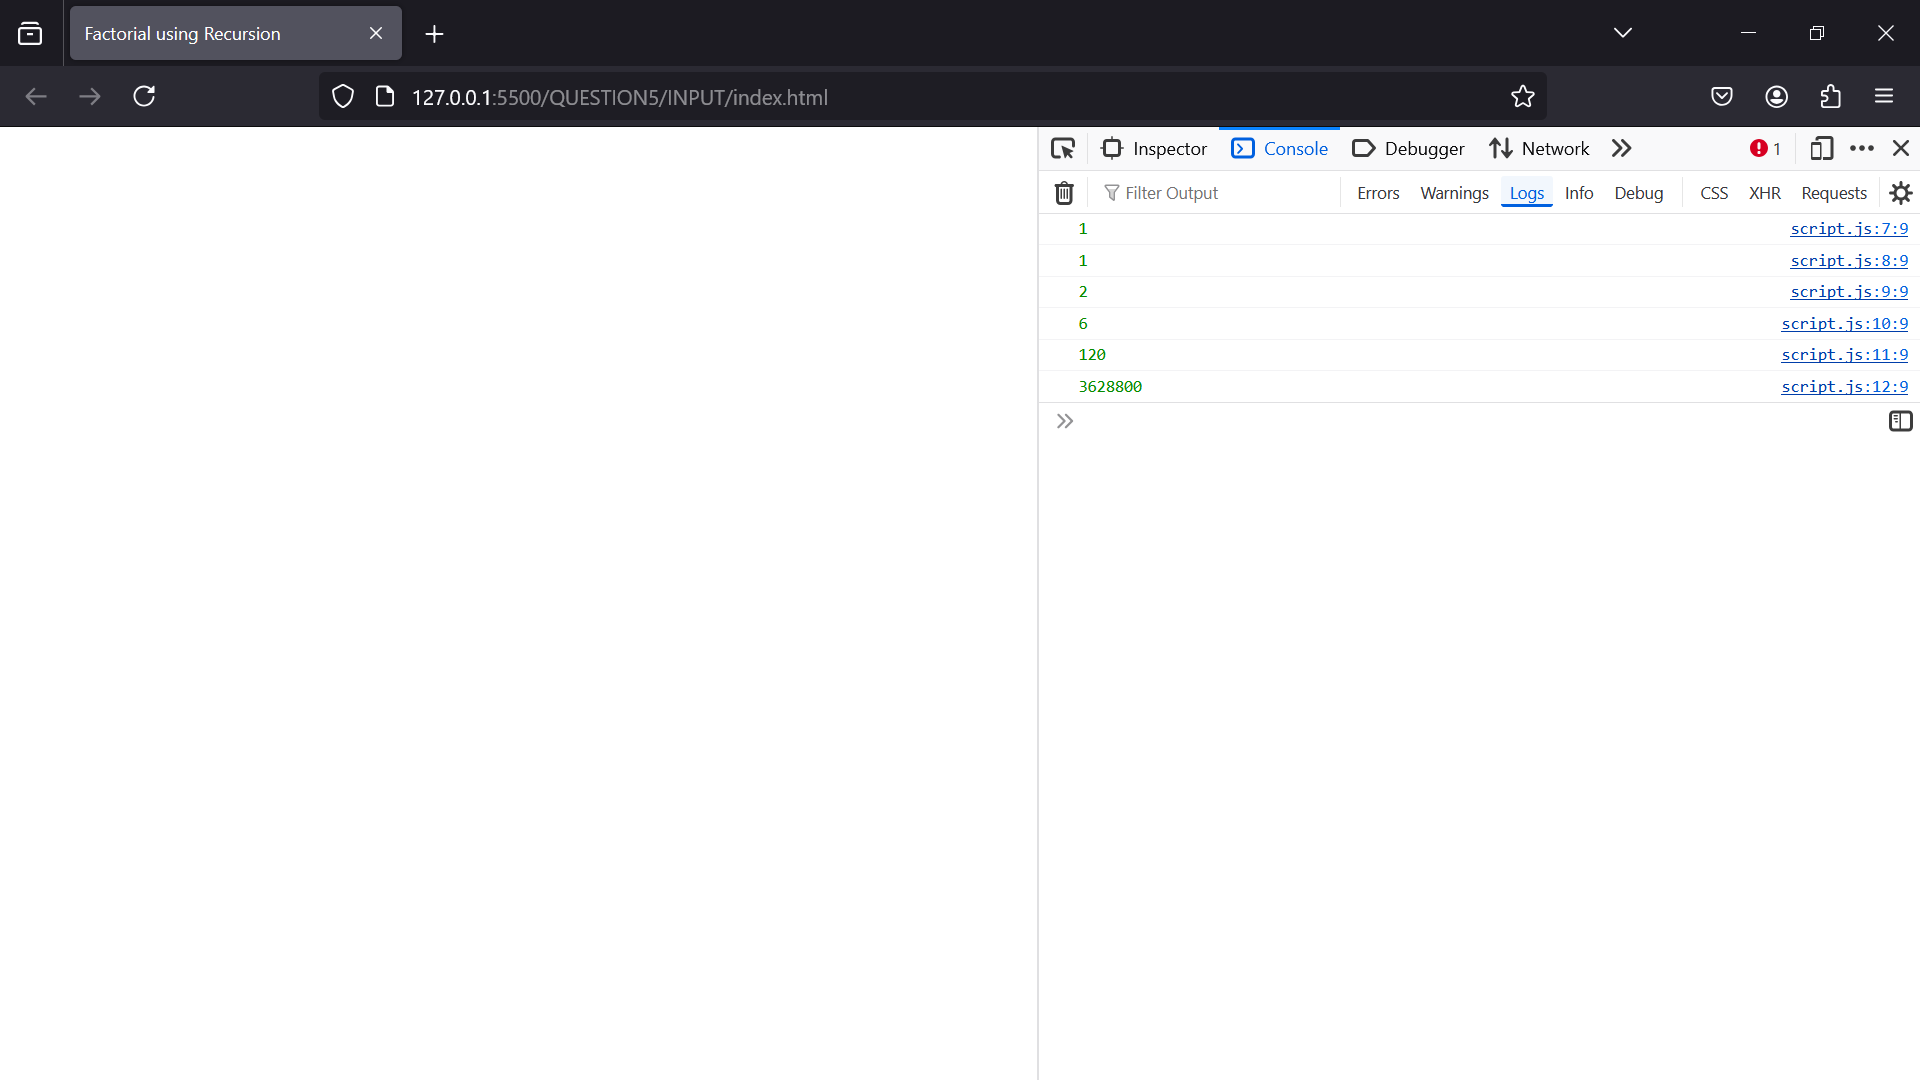 Factorial using Recursion
127.0.0.1:5500/QUESTION5/INPUT/index.html
Inspector Console Debugger Network 1
Filter Output Errors Warnings Logs Info Debug CSS XHR Requests
1 script.js:7:9
1 script.js:8:9
2 script.js:9:9
6 script.js:10:9
120 script.js:11:9
3628800 script.js:12:9